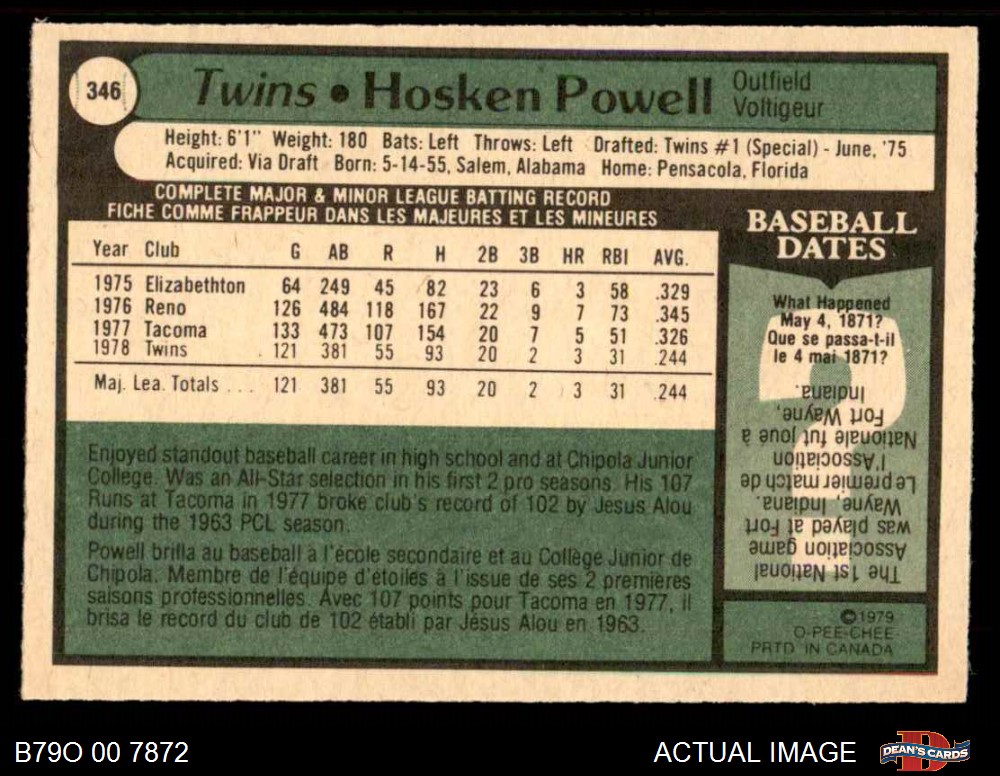 346
Twins • Hosken Powell
Outfield
Voltigeur
Height: 6'1" Weight: 180 Bats: Left Throws: Left Drafted: Twins #1 (Special) - June, '75
Acquired: Via Draft Born: 5-14-55, Salem, Alabama Home: Pensacola, Florida
COMPLETE MAJOR & MINOR LEAGUE BATTING RECORD
FICHE COMME FRAPPEUR DANS LES MAJEURES ET LES MINEURES
Year Club G AB R H 2B 3B HR RBI AVG.
1975 Elizabethton 64 249 45 82 23 6 3 58 .329
1976 Reno 126 484 118 167 22 9 7 73 .345
1977 Tacoma 133 473 107 154 20 7 5 51 .326
1978 Twins 121 381 55 93 20 2 3 31 .244
Maj. Lea. Totals . . . 121 381 55 93 20 2 3 31 .244
Enjoyed standout baseball career in high school and at Chipola Junior
College. Was an All-Star selection in his first 2 pro seasons. His 107
Runs at Tacoma in 1977 broke club's record of 102 by Jesus Alou
during the 1963 PCL season.
Powell brilla au baseball à l'école secondaire et au Collège Junior de
Chipola. Membre de l'équipe d'étoiles à l'issue de ses 2 premières
saisons professionnelles. Avec 107 points pour Tacoma en 1977, il
brisa le record du club de 102 établi par Jésus Alou en 1963.
BASEBALL
DATES
What Happened
May 4, 1871?
Que se passa-t-il
le 4 mai 1871?
The 1st National
Association game
was played at Fort
Wayne, Indiana.
Le premier match de
l'Association
Nationale fut joué à
Fort Wayne,
Indiana.
©1979
O-PEE-CHEE
PRTD IN CANADA
B79O 00 7872
ACTUAL IMAGE
D
DEAN'S CARDS